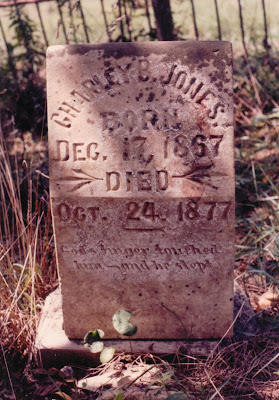 CHARLEY S. JONES.
BORN
DEC. 17, 1867
DIED
OCT. 24, 1877
God's finger touched
him—and he slept